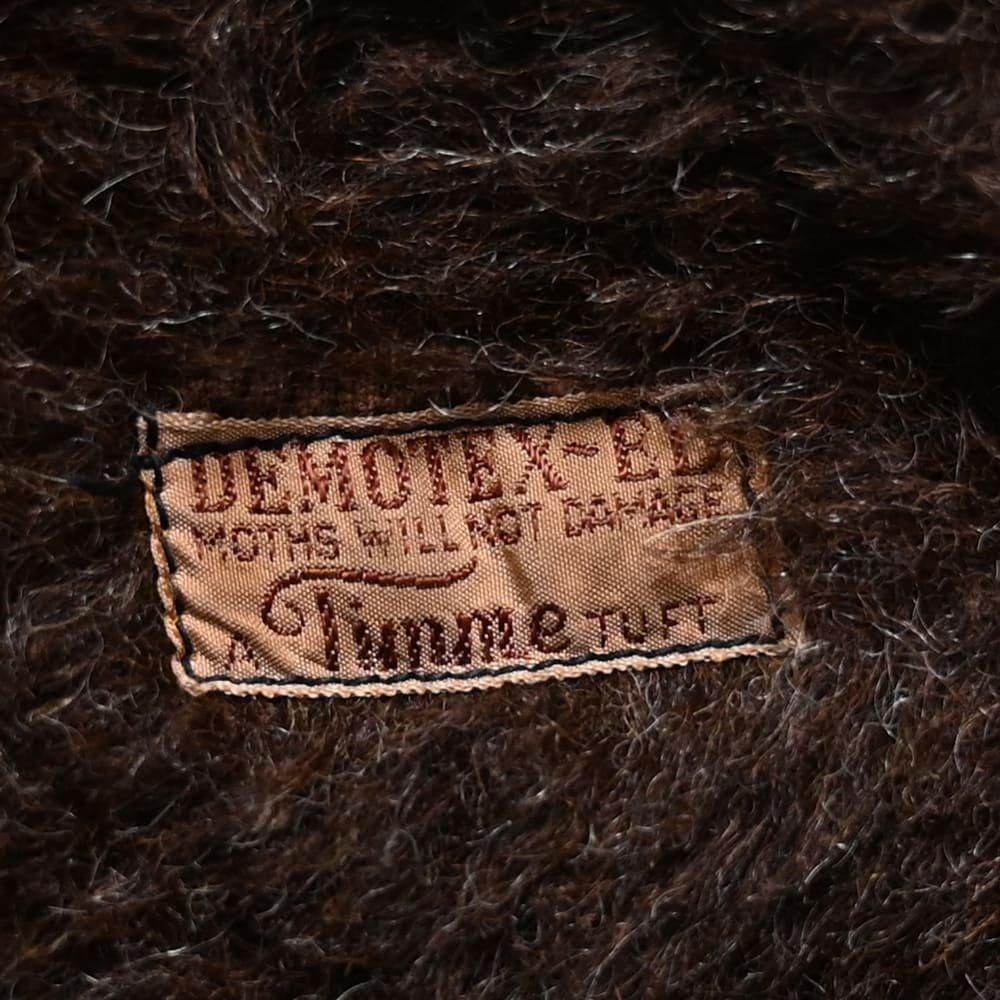 DEMOTEX-ED
MOTHS WILL NOT DAMAGE
A Timme TUFT